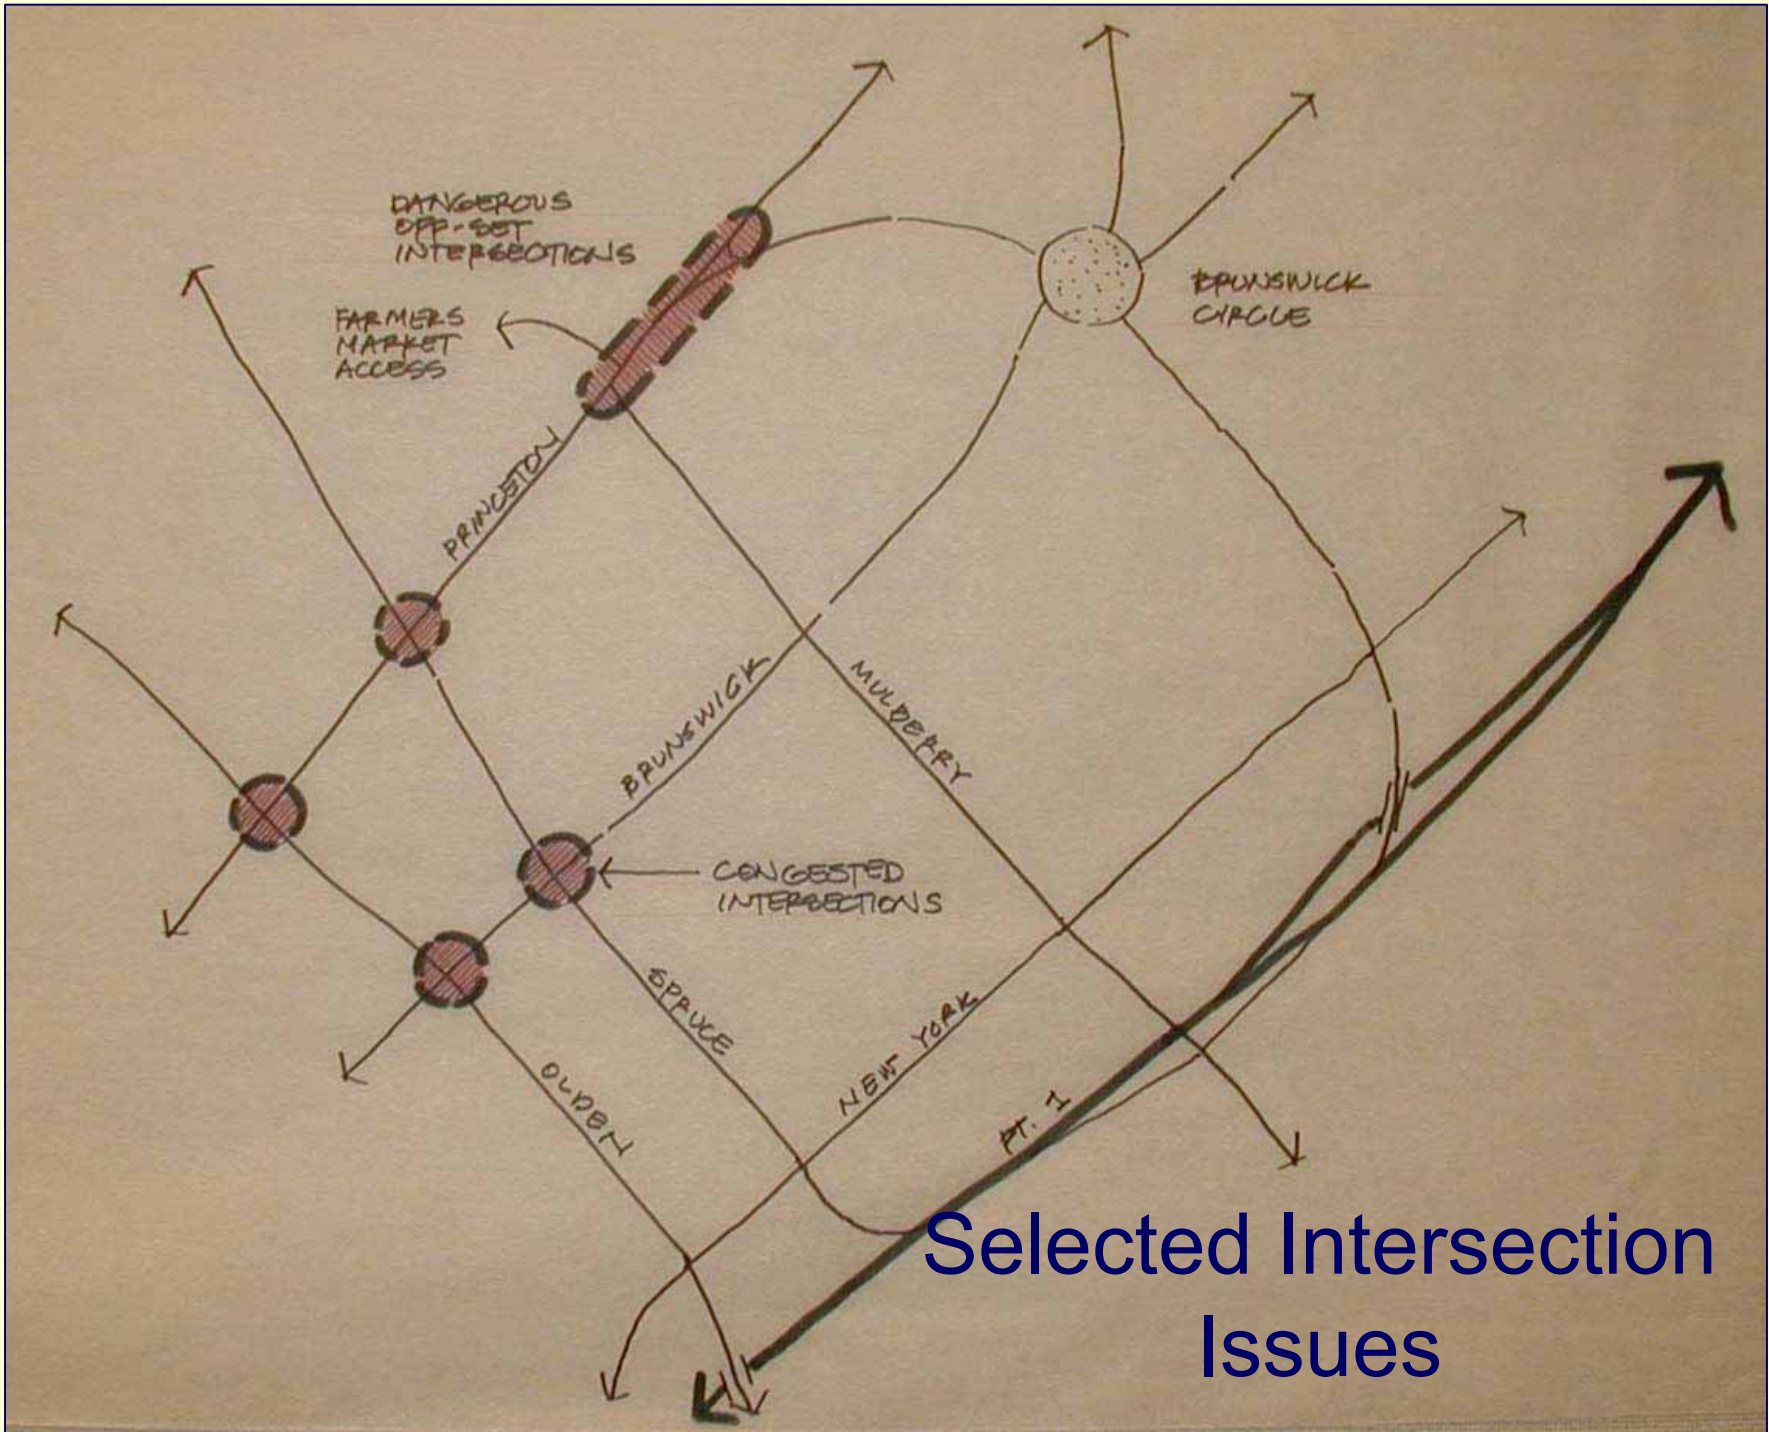 DANGEROUS
OFF-SET
INTERSECTIONS
FARMERS
MARKET
ACCESS
BRUNSWICK
CIRCLE
PRINCETON
BRUNSWICK
MULBERRY
CONGESTED
INTERSECTIONS
SPRUCE
OLDEN
NEW YORK
RT. 1
Selected Intersection
Issues